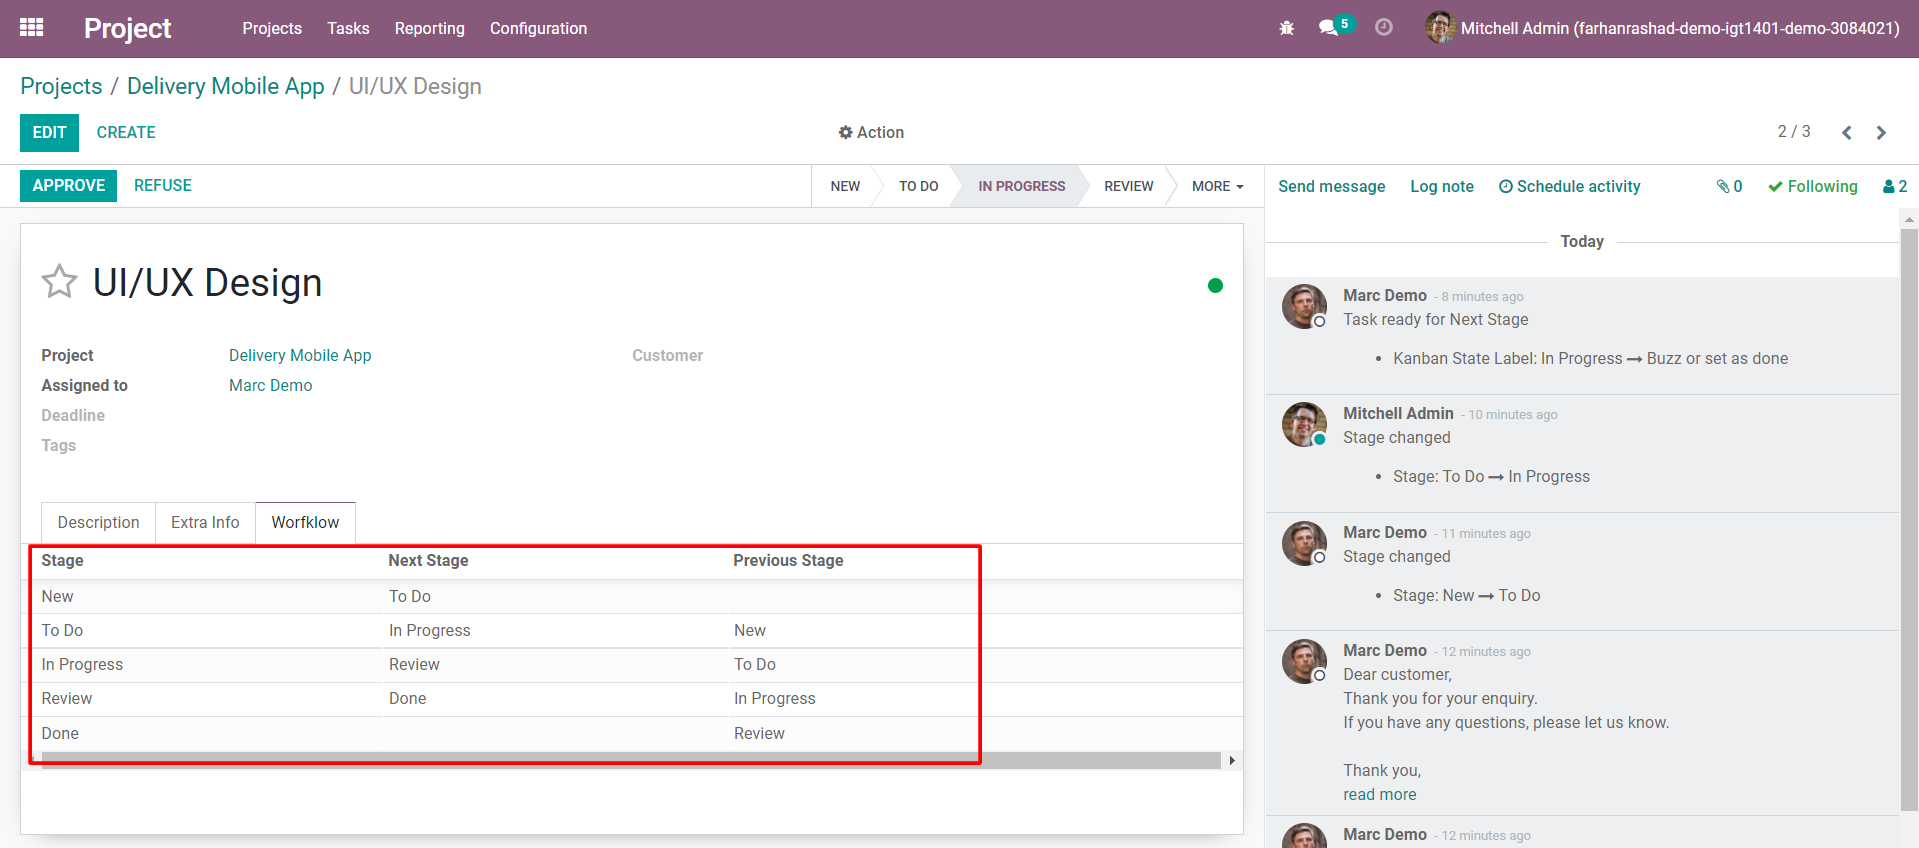 Project Projects Tasks Reporting Configuration 5 Mitchell Admin (farhanrashad-demo-igt1401-demo-3084021)
Projects / Delivery Mobile App / UI/UX Design
EDIT CREATE Action 2 / 3
APPROVE REFUSE NEW TO DO IN PROGRESS REVIEW MORE
Send message Log note Schedule activity 0 Following 2
UI/UX Design
Project Delivery Mobile App Customer
Assigned to Marc Demo
Deadline
Tags
Description Extra Info Worfklow
Stage Next Stage Previous Stage
New To Do
To Do In Progress New
In Progress Review To Do
Review Done In Progress
Done Review
Today
Marc Demo - 8 minutes ago
Task ready for Next Stage
• Kanban State Label: In Progress → Buzz or set as done
Mitchell Admin - 10 minutes ago
Stage changed
• Stage: To Do → In Progress
Marc Demo - 11 minutes ago
Stage changed
• Stage: New → To Do
Marc Demo - 12 minutes ago
Dear customer,
Thank you for your enquiry.
If you have any questions, please let us know.
Thank you,
read more
Marc Demo - 12 minutes ago